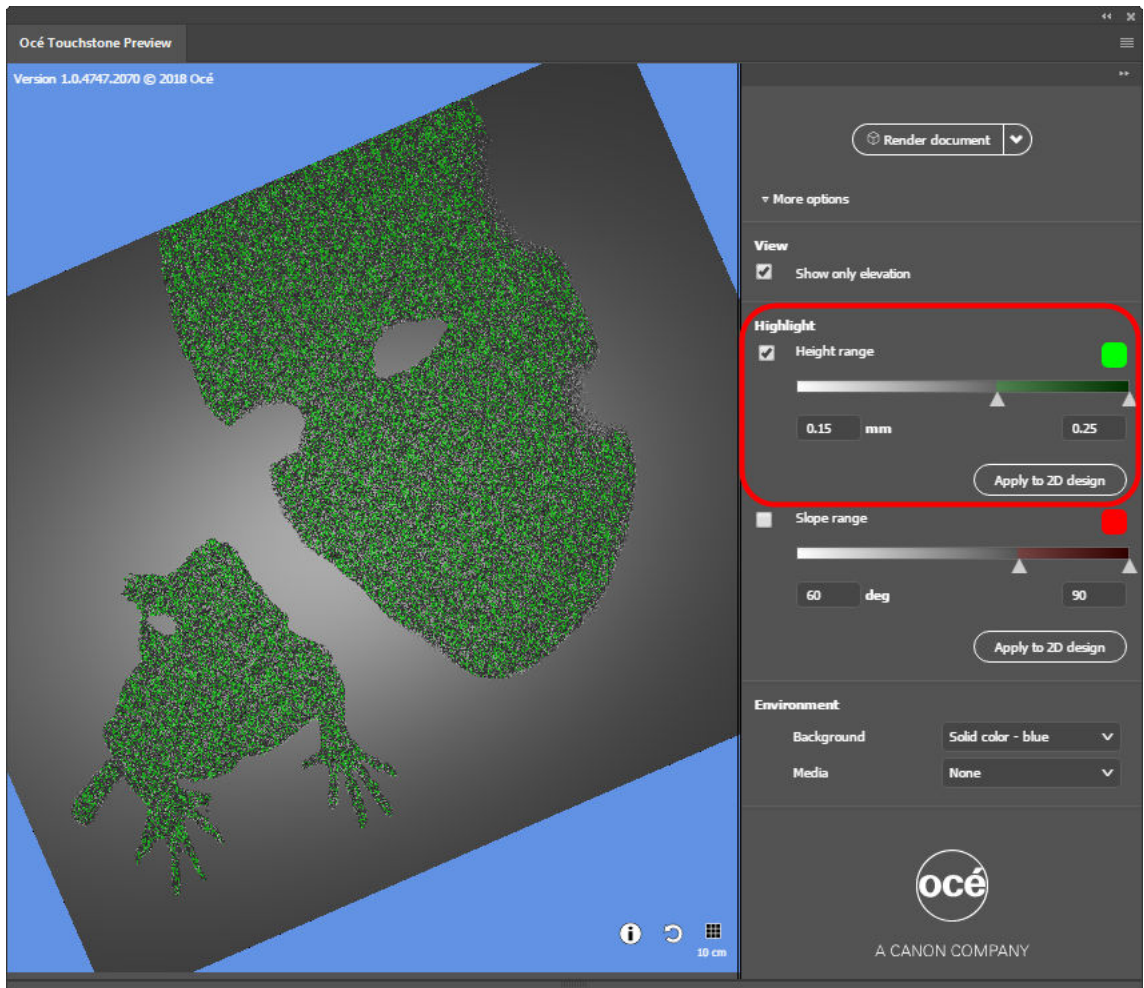 Océ Touchstone Preview
Version 1.0.4747.2070 © 2018 Océ
Render document
More options
View
Show only elevation
Highlight
Height range
0.15 mm 0.25
Apply to 2D design
Slope range
60 deg 90
Apply to 2D design
Environment
Background Solid color - blue
Media None
10 cm
océ
A CANON COMPANY